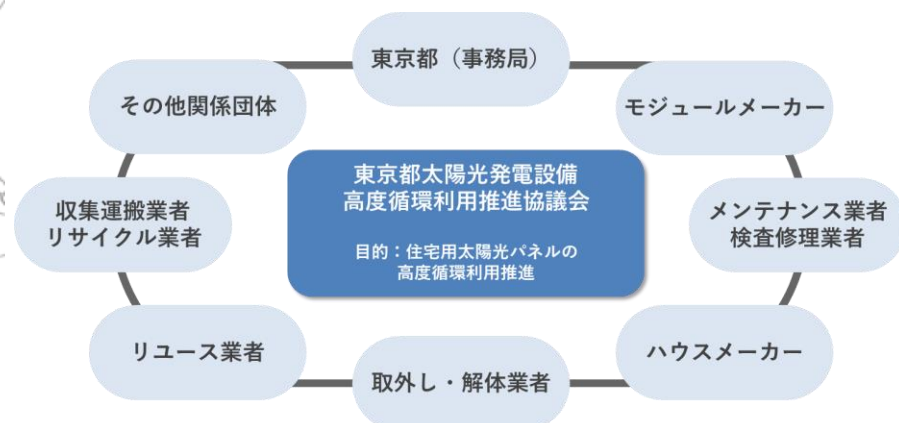 東京都（事務局）
その他関係団体
モジュールメーカー
東京都太陽光発電設備
高度循環利用推進協議会
目的：住宅用太陽光パネルの
高度循環利用推進
収集運搬業者
リサイクル業者
メンテナンス業者
検査修理業者
リユース業者
ハウスメーカー
取外し・解体業者